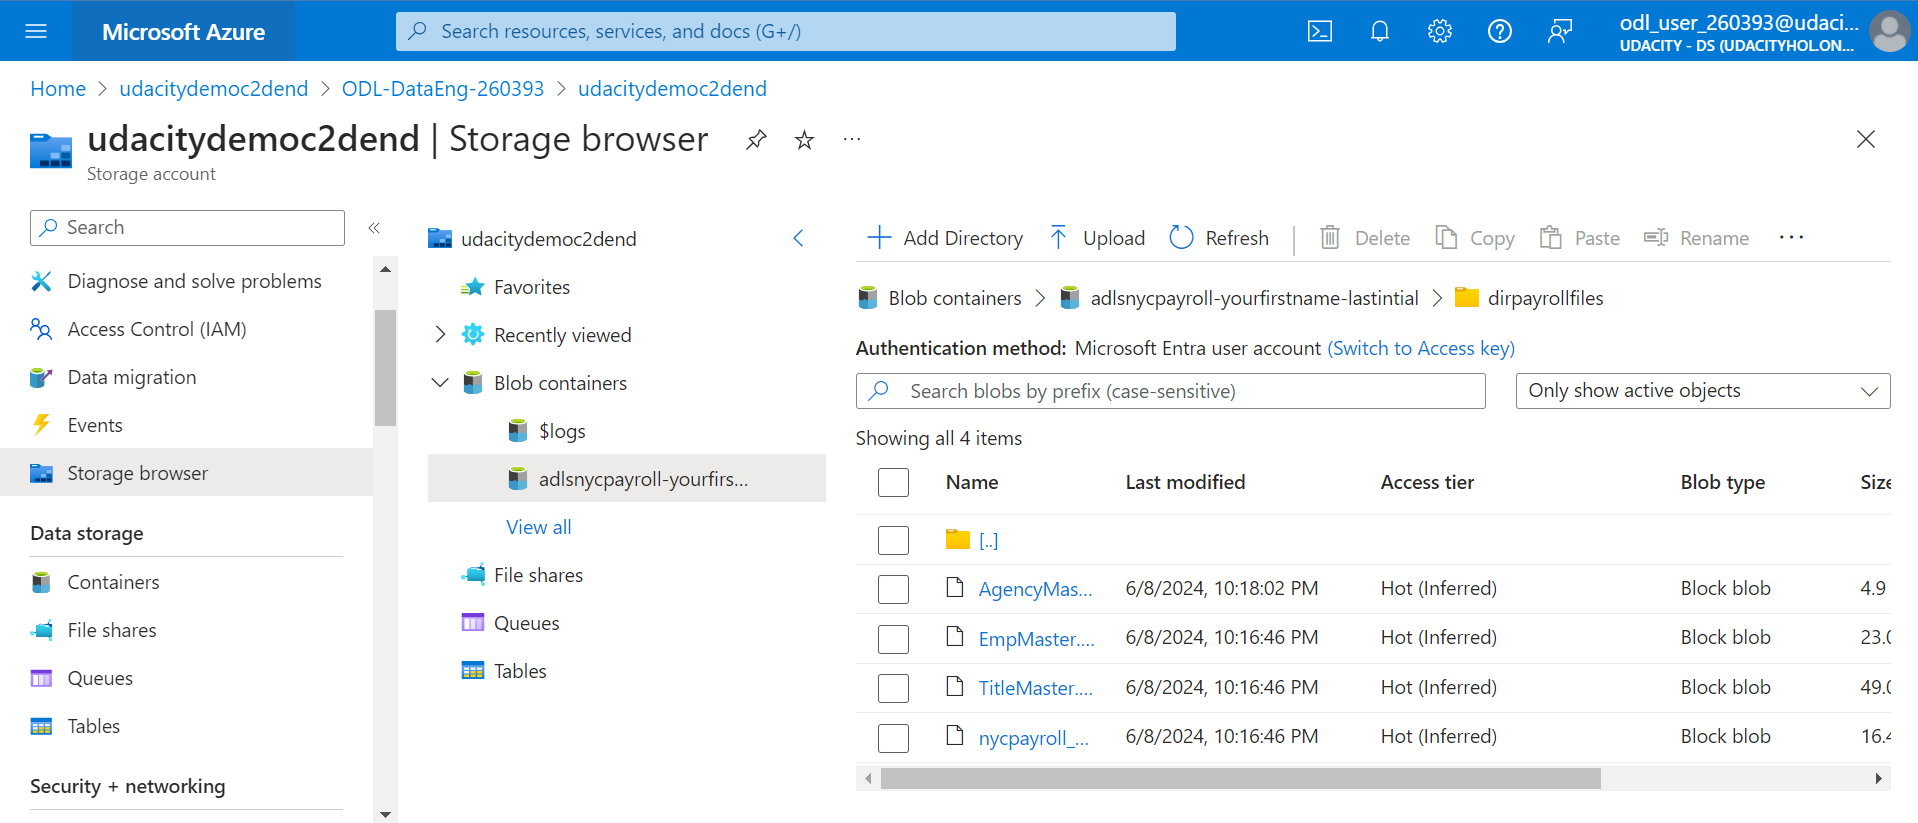 Microsoft Azure
Search resources, services, and docs (G+/)
odl_user_260393@udaci...
UDACITY - DS (UDACITYHOL.ON...
Home > udacitydemoc2dend > ODL-DataEng-260393 > udacitydemoc2dend
udacitydemoc2dend | Storage browser ...
Storage account
Search
Diagnose and solve problems
Access Control (IAM)
Data migration
Events
Storage browser
Data storage
Containers
File shares
Queues
Tables
Security + networking
udacitydemoc2dend
Favorites
Recently viewed
Blob containers
$logs
adlsnycpayroll-yourfirs...
View all
File shares
Queues
Tables
Add Directory Upload Refresh | Delete Copy Paste Rename ...
Blob containers > adlsnycpayroll-yourfirstname-lastintial > dirpayrollfiles
Authentication method: Microsoft Entra user account (Switch to Access key)
Search blobs by prefix (case-sensitive) Only show active objects
Showing all 4 items
Name Last modified Access tier Blob type Size
[..]
AgencyMas... 6/8/2024, 10:18:02 PM Hot (Inferred) Block blob 4.9
EmpMaster.... 6/8/2024, 10:16:46 PM Hot (Inferred) Block blob 23.0
TitleMaster.... 6/8/2024, 10:16:46 PM Hot (Inferred) Block blob 49.0
nycpayroll_... 6/8/2024, 10:16:46 PM Hot (Inferred) Block blob 16.4